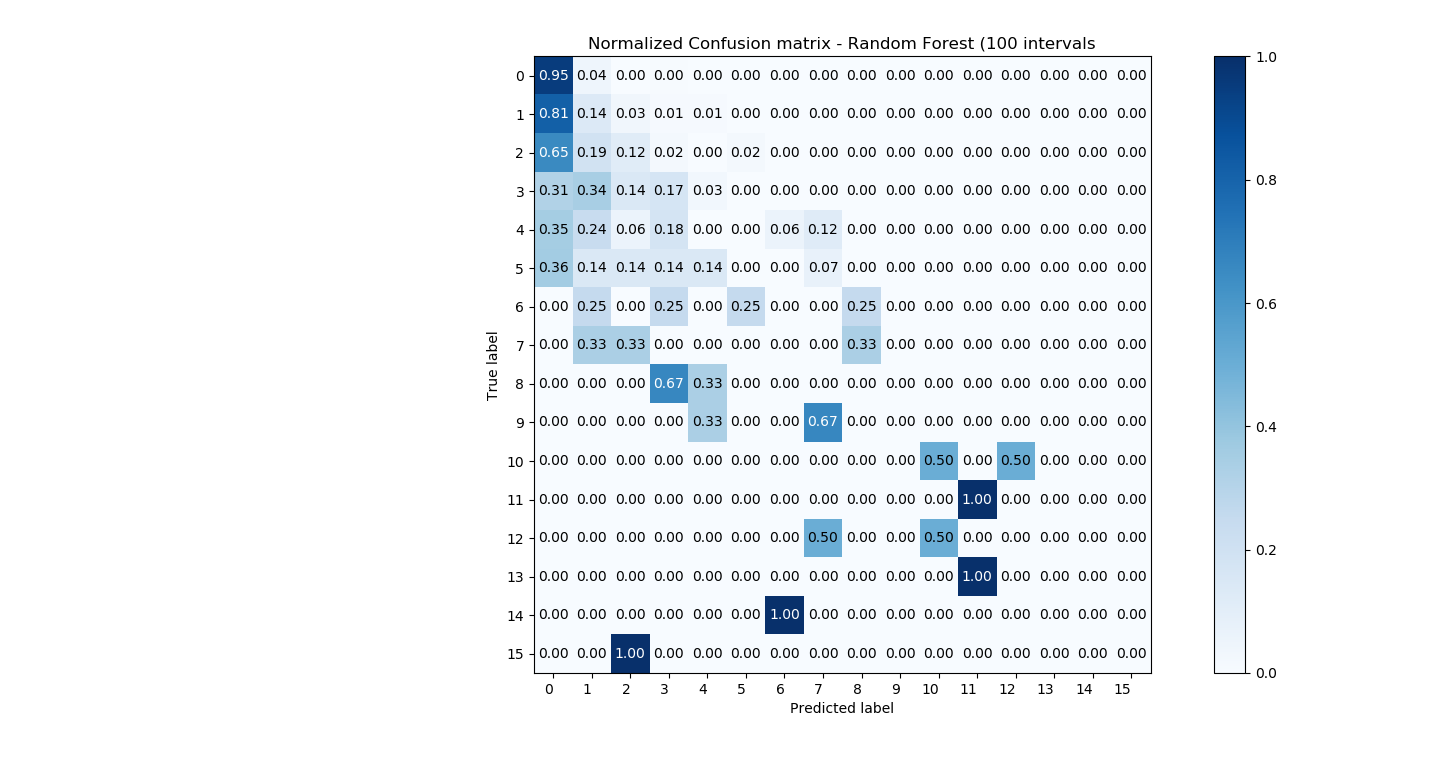 Normalized Confusion matrix - Random Forest (100 intervals
0 0.95 0.04 0.00 0.00 0.00 0.00 0.00 0.00 0.00 0.00 0.00 0.00 0.00 0.00 0.00 0.00
1 0.81 0.14 0.03 0.01 0.01 0.00 0.00 0.00 0.00 0.00 0.00 0.00 0.00 0.00 0.00 0.00
2 0.65 0.19 0.12 0.02 0.00 0.02 0.00 0.00 0.00 0.00 0.00 0.00 0.00 0.00 0.00 0.00
3 0.31 0.34 0.14 0.17 0.03 0.00 0.00 0.00 0.00 0.00 0.00 0.00 0.00 0.00 0.00 0.00
4 0.35 0.24 0.06 0.18 0.00 0.00 0.06 0.12 0.00 0.00 0.00 0.00 0.00 0.00 0.00 0.00
5 0.36 0.14 0.14 0.14 0.14 0.00 0.00 0.07 0.00 0.00 0.00 0.00 0.00 0.00 0.00 0.00
6 0.00 0.25 0.00 0.25 0.00 0.25 0.00 0.00 0.25 0.00 0.00 0.00 0.00 0.00 0.00 0.00
7 0.00 0.33 0.33 0.00 0.00 0.00 0.00 0.00 0.33 0.00 0.00 0.00 0.00 0.00 0.00 0.00
8 0.00 0.00 0.00 0.67 0.33 0.00 0.00 0.00 0.00 0.00 0.00 0.00 0.00 0.00 0.00 0.00
9 0.00 0.00 0.00 0.00 0.33 0.00 0.00 0.67 0.00 0.00 0.00 0.00 0.00 0.00 0.00 0.00
10 0.00 0.00 0.00 0.00 0.00 0.00 0.00 0.00 0.00 0.00 0.50 0.00 0.50 0.00 0.00 0.00
11 0.00 0.00 0.00 0.00 0.00 0.00 0.00 0.00 0.00 0.00 0.00 1.00 0.00 0.00 0.00 0.00
12 0.00 0.00 0.00 0.00 0.00 0.00 0.00 0.50 0.00 0.00 0.50 0.00 0.00 0.00 0.00 0.00
13 0.00 0.00 0.00 0.00 0.00 0.00 0.00 0.00 0.00 0.00 0.00 1.00 0.00 0.00 0.00 0.00
14 0.00 0.00 0.00 0.00 0.00 0.00 1.00 0.00 0.00 0.00 0.00 0.00 0.00 0.00 0.00 0.00
15 0.00 0.00 1.00 0.00 0.00 0.00 0.00 0.00 0.00 0.00 0.00 0.00 0.00 0.00 0.00 0.00
0 1 2 3 4 5 6 7 8 9 10 11 12 13 14 15
Predicted label
True label
1.0
0.8
0.6
0.4
0.2
0.0